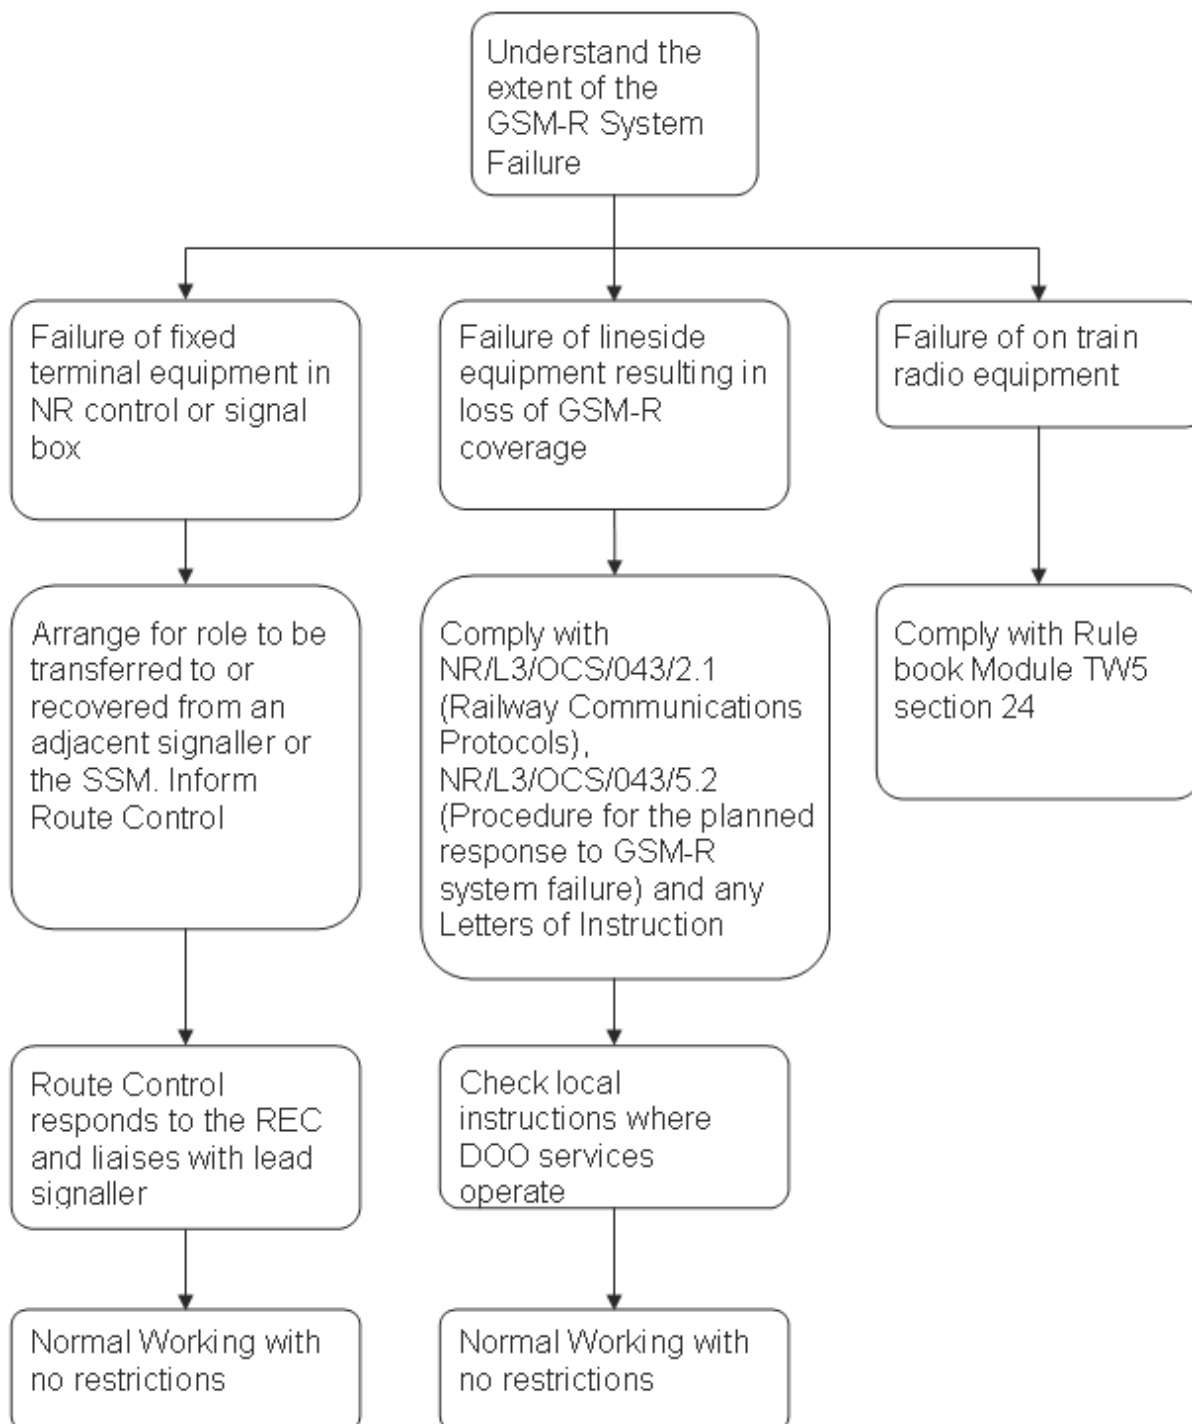 Understand the
extent of the
GSM-R System
Failure
Failure of fixed
terminal equipment in
NR control or signal
box
Failure of lineside
equipment resulting in
loss of GSM-R
coverage
Failure of on train
radio equipment
Arrange for role to be
transferred to or
recovered from an
adjacent signaller or
the SSM. Inform
Route Control
Comply with
NR/L3/OCS/043/2.1
(Railway Communications
Protocols),
NR/L3/OCS/043/5.2
(Procedure for the planned
response to GSM-R
system failure) and any
Letters of Instruction
Comply with Rule
book Module TW5
section 24
Route Control
responds to the REC
and liaises with lead
signaller
Check local
instructions where
DOO services
operate
Normal Working with
no restrictions
Normal Working with
no restrictions